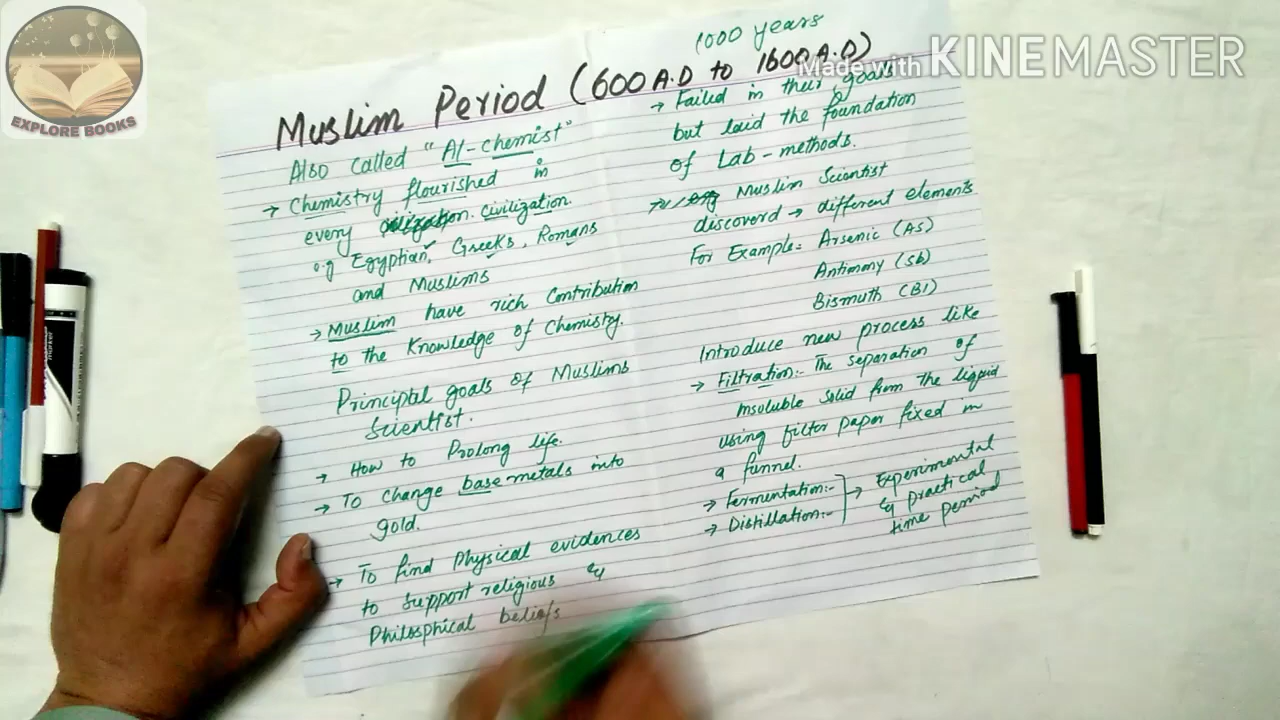 EXPLORE BOOKS
Made with KINEMASTER
1000 years
Muslim Period (600 A.D to 1600 A.D)
Also called "Al-chemist"
→ Chemistry flourished in
every civilization.
e.g Egyptian, Greeks, Romans
and Muslims
→ Muslim have rich Contribution
to the Knowledge of Chemistry.
Principtal goals of Muslims
Scientist.
→ How to Prolong life.
→ To change base metals into
gold.
→ To find Physical evidences
to support religious &
Philosphical beliefs
→ Failed in their goals
but laid the foundation
of Lab-methods.
Muslim Scientist
discoverd → different elements
For Example: Arsenic (AS)
Antimony (Sb)
Bismuth (BI)
Introduce new process like
→ Filtration:- The separation of
insoluble solid from the liquid
using filter paper fixed in
a funnel.
→ Fermentation:-
→ Distillation:-
→ Experimental
& practical
time period
marker